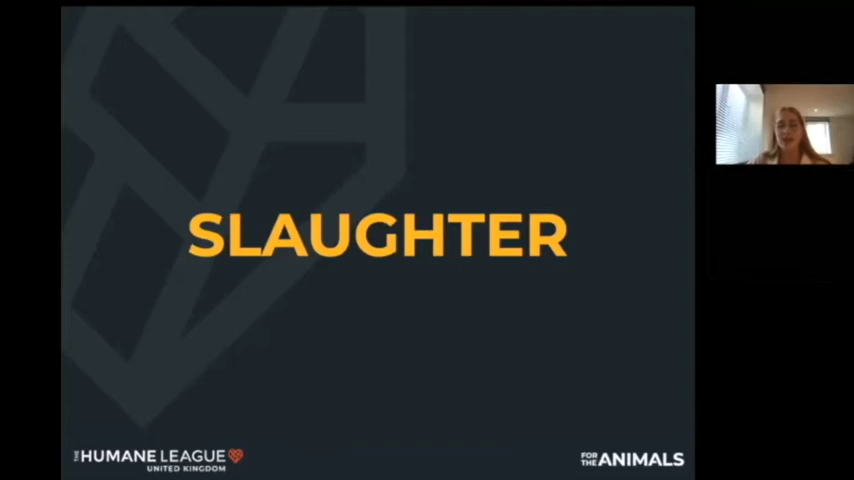 SLAUGHTER
THE HUMANE LEAGUE
UNITED KINGDOM
FOR THE ANIMALS